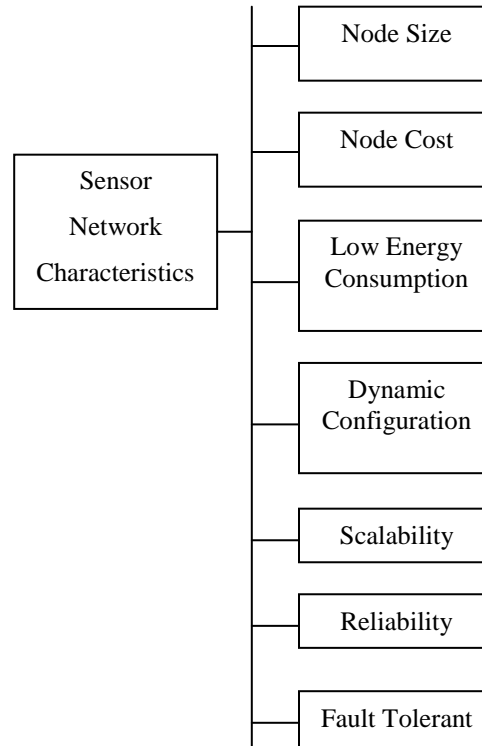 Sensor
Network
Characteristics
Node Size
Node Cost
Low Energy
Consumption
Dynamic
Configuration
Scalability
Reliability
Fault Tolerant